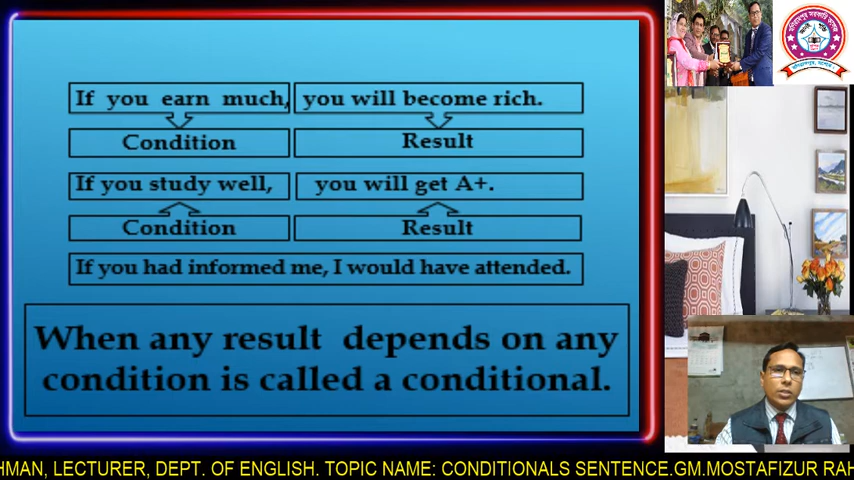 If you earn much, you will become rich.
Condition Result
If you study well, you will get A+.
Condition Result
If you had informed me, I would have attended.
When any result depends on any
condition is called a conditional.
HMAN, LECTURER, DEPT. OF ENGLISH. TOPIC NAME: CONDITIONALS SENTENCE.GM.MOSTAFIZUR RAH